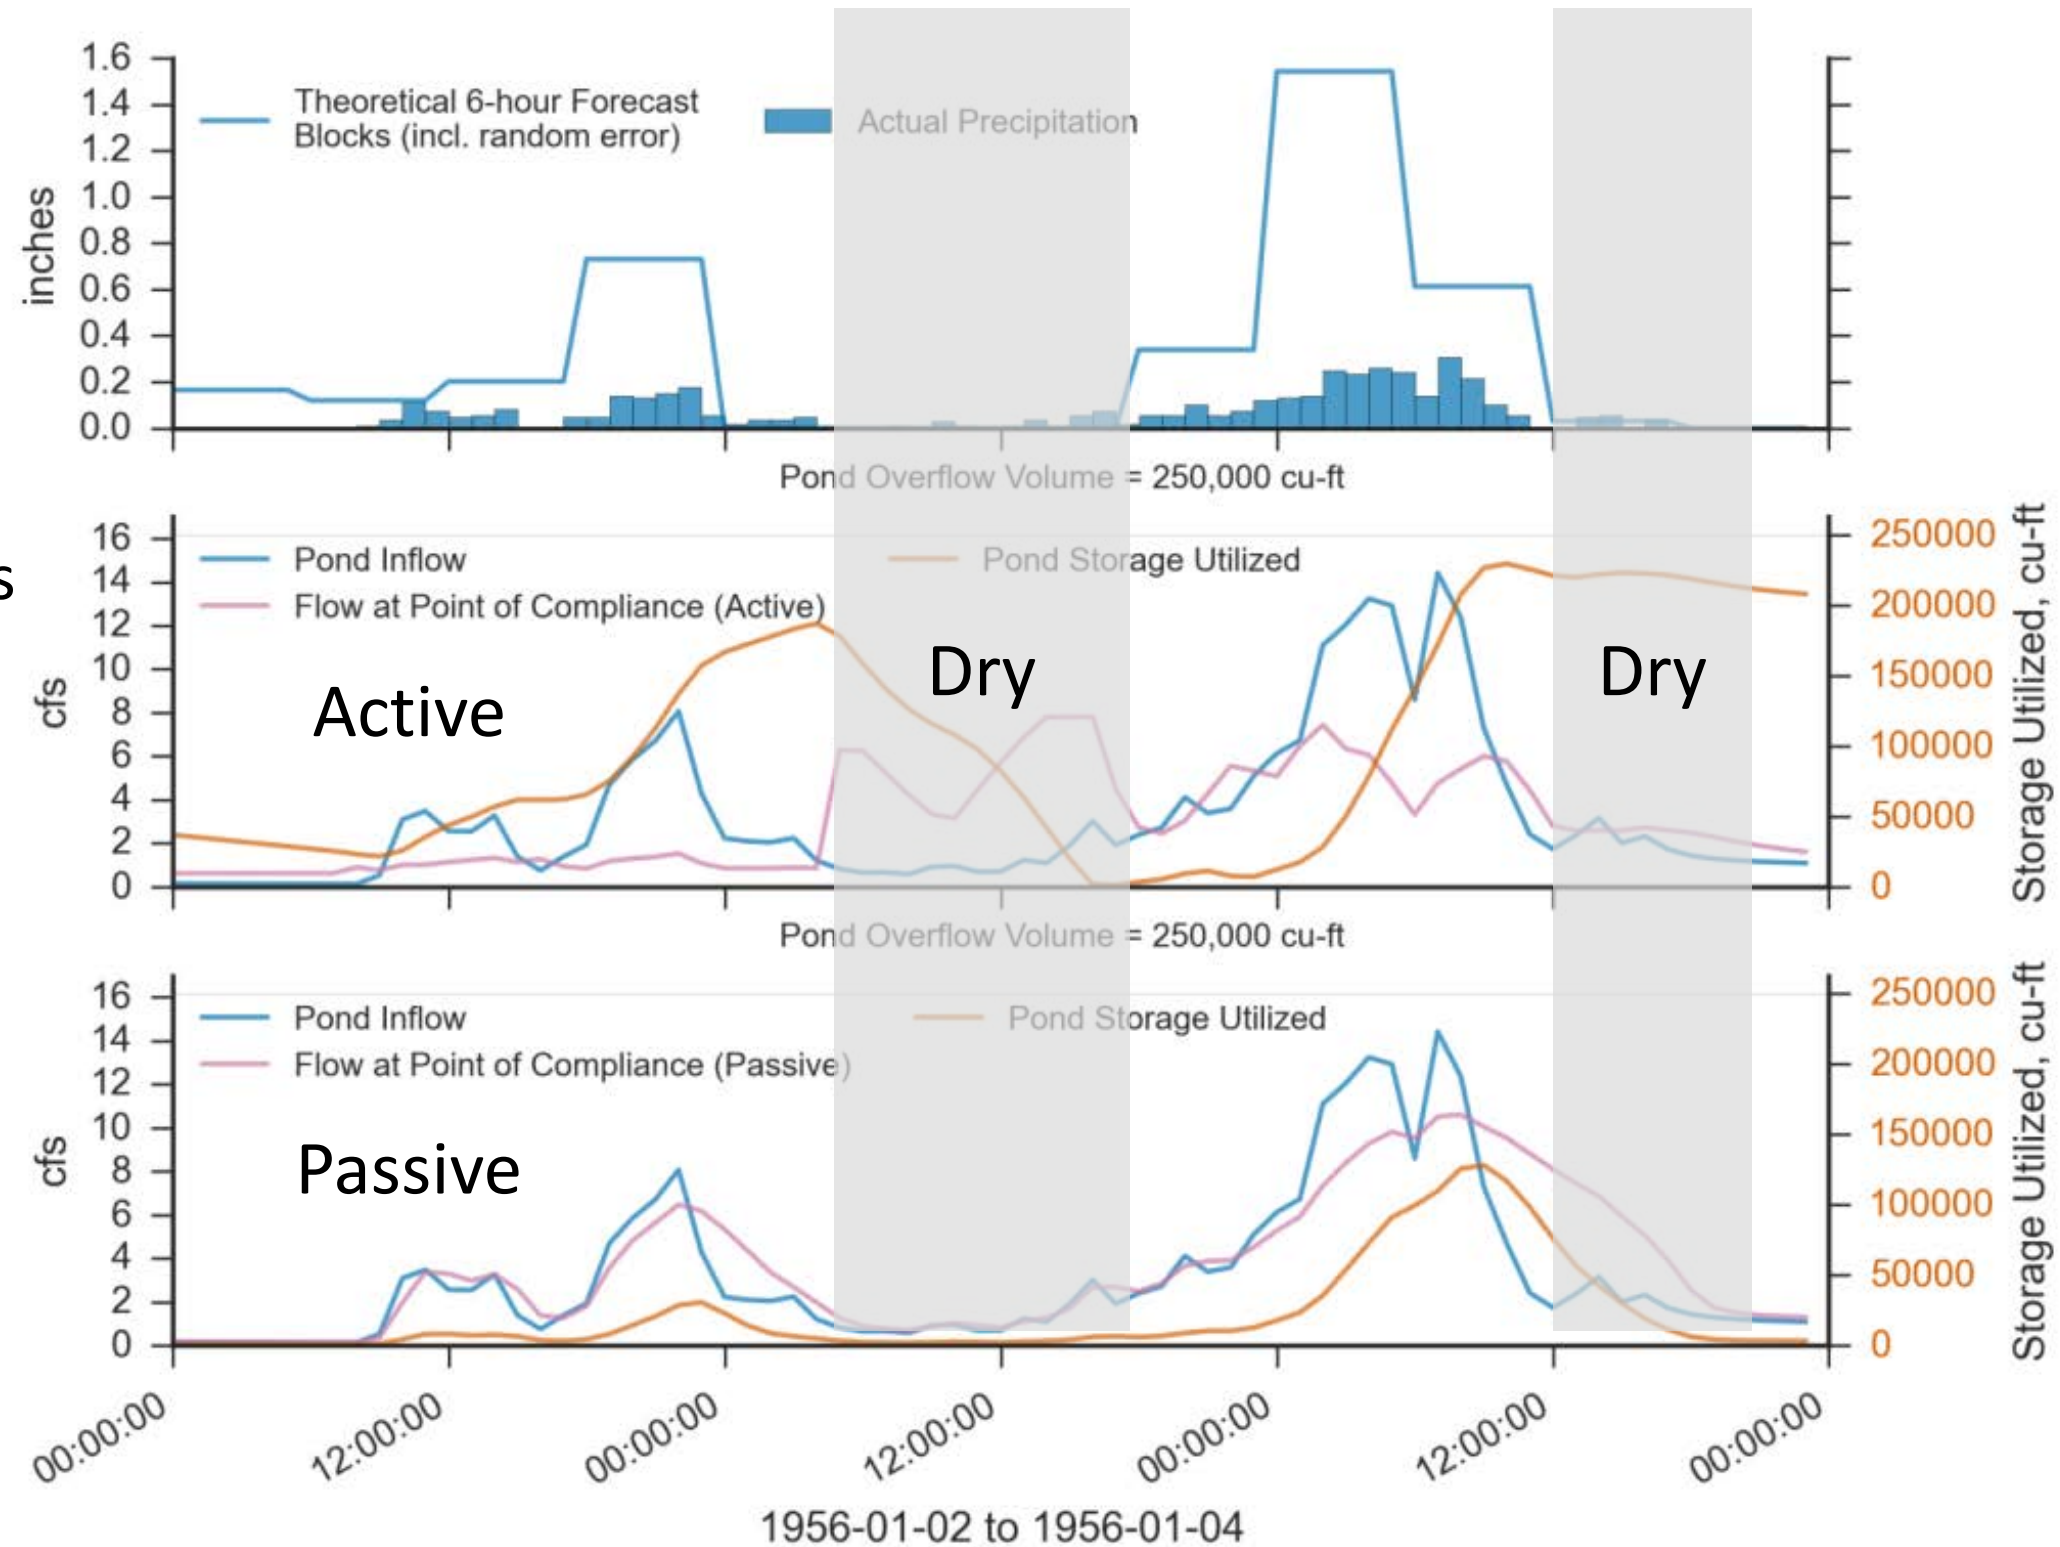 1.6
1.4
1.2
1.0
0.8
0.6
0.4
0.2
0.0
inches
Theoretical 6-hour Forecast
Blocks (incl. random error)
Actual Precipitation
Pond Overflow Volume = 250,000 cu-ft
s
16
14
12
10
8
6
4
2
0
cfs
Pond Inflow
Flow at Point of Compliance (Active)
Pond Storage Utilized
Active
Dry
Dry
250000
200000
150000
100000
50000
0
Storage Utilized, cu-ft
Pond Overflow Volume = 250,000 cu-ft
16
14
12
10
8
6
4
2
0
cfs
Pond Inflow
Flow at Point of Compliance (Passive)
Pond Storage Utilized
Passive
250000
200000
150000
100000
50000
0
Storage Utilized, cu-ft
00:00:00
12:00:00
00:00:00
12:00:00
00:00:00
12:00:00
00:00:00
1956-01-02 to 1956-01-04